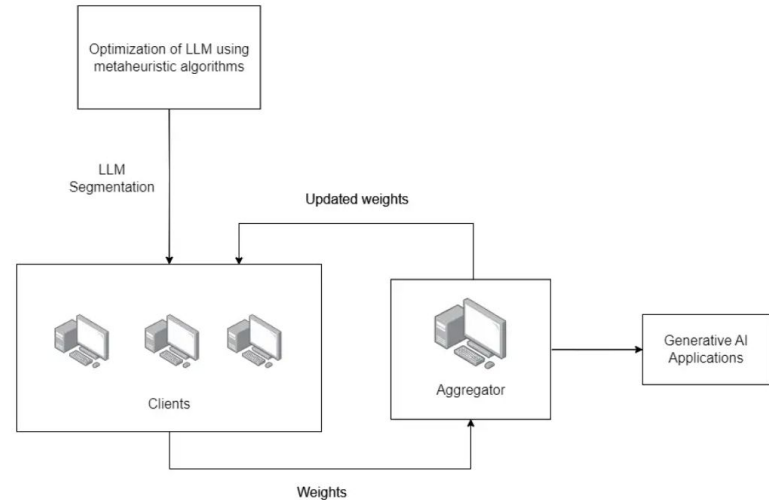 Optimization of LLM using
metaheuristic algorithms
LLM
Segmentation
Updated weights
Clients
Aggregator
Generative AI
Applications
Weights